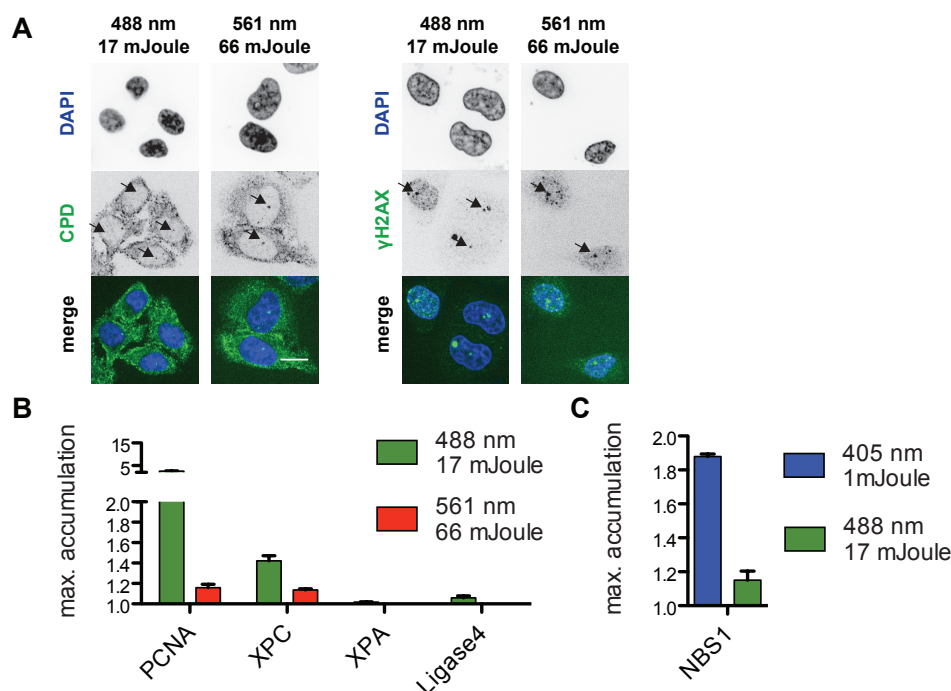 A
488 nm
17 mJoule
561 nm
66 mJoule
488 nm
17 mJoule
561 nm
66 mJoule
DAPI
CPD
merge
DAPI
γH2AX
merge
B
max. accumulation
15
5
2.0
1.8
1.6
1.4
1.2
1.0
PCNA
XPC
XPA
Ligase4
488 nm
17 mJoule
561 nm
66 mJoule
C
max. accumulation
2.0
1.8
1.6
1.4
1.2
1.0
NBS1
405 nm
1mJoule
488 nm
17 mJoule